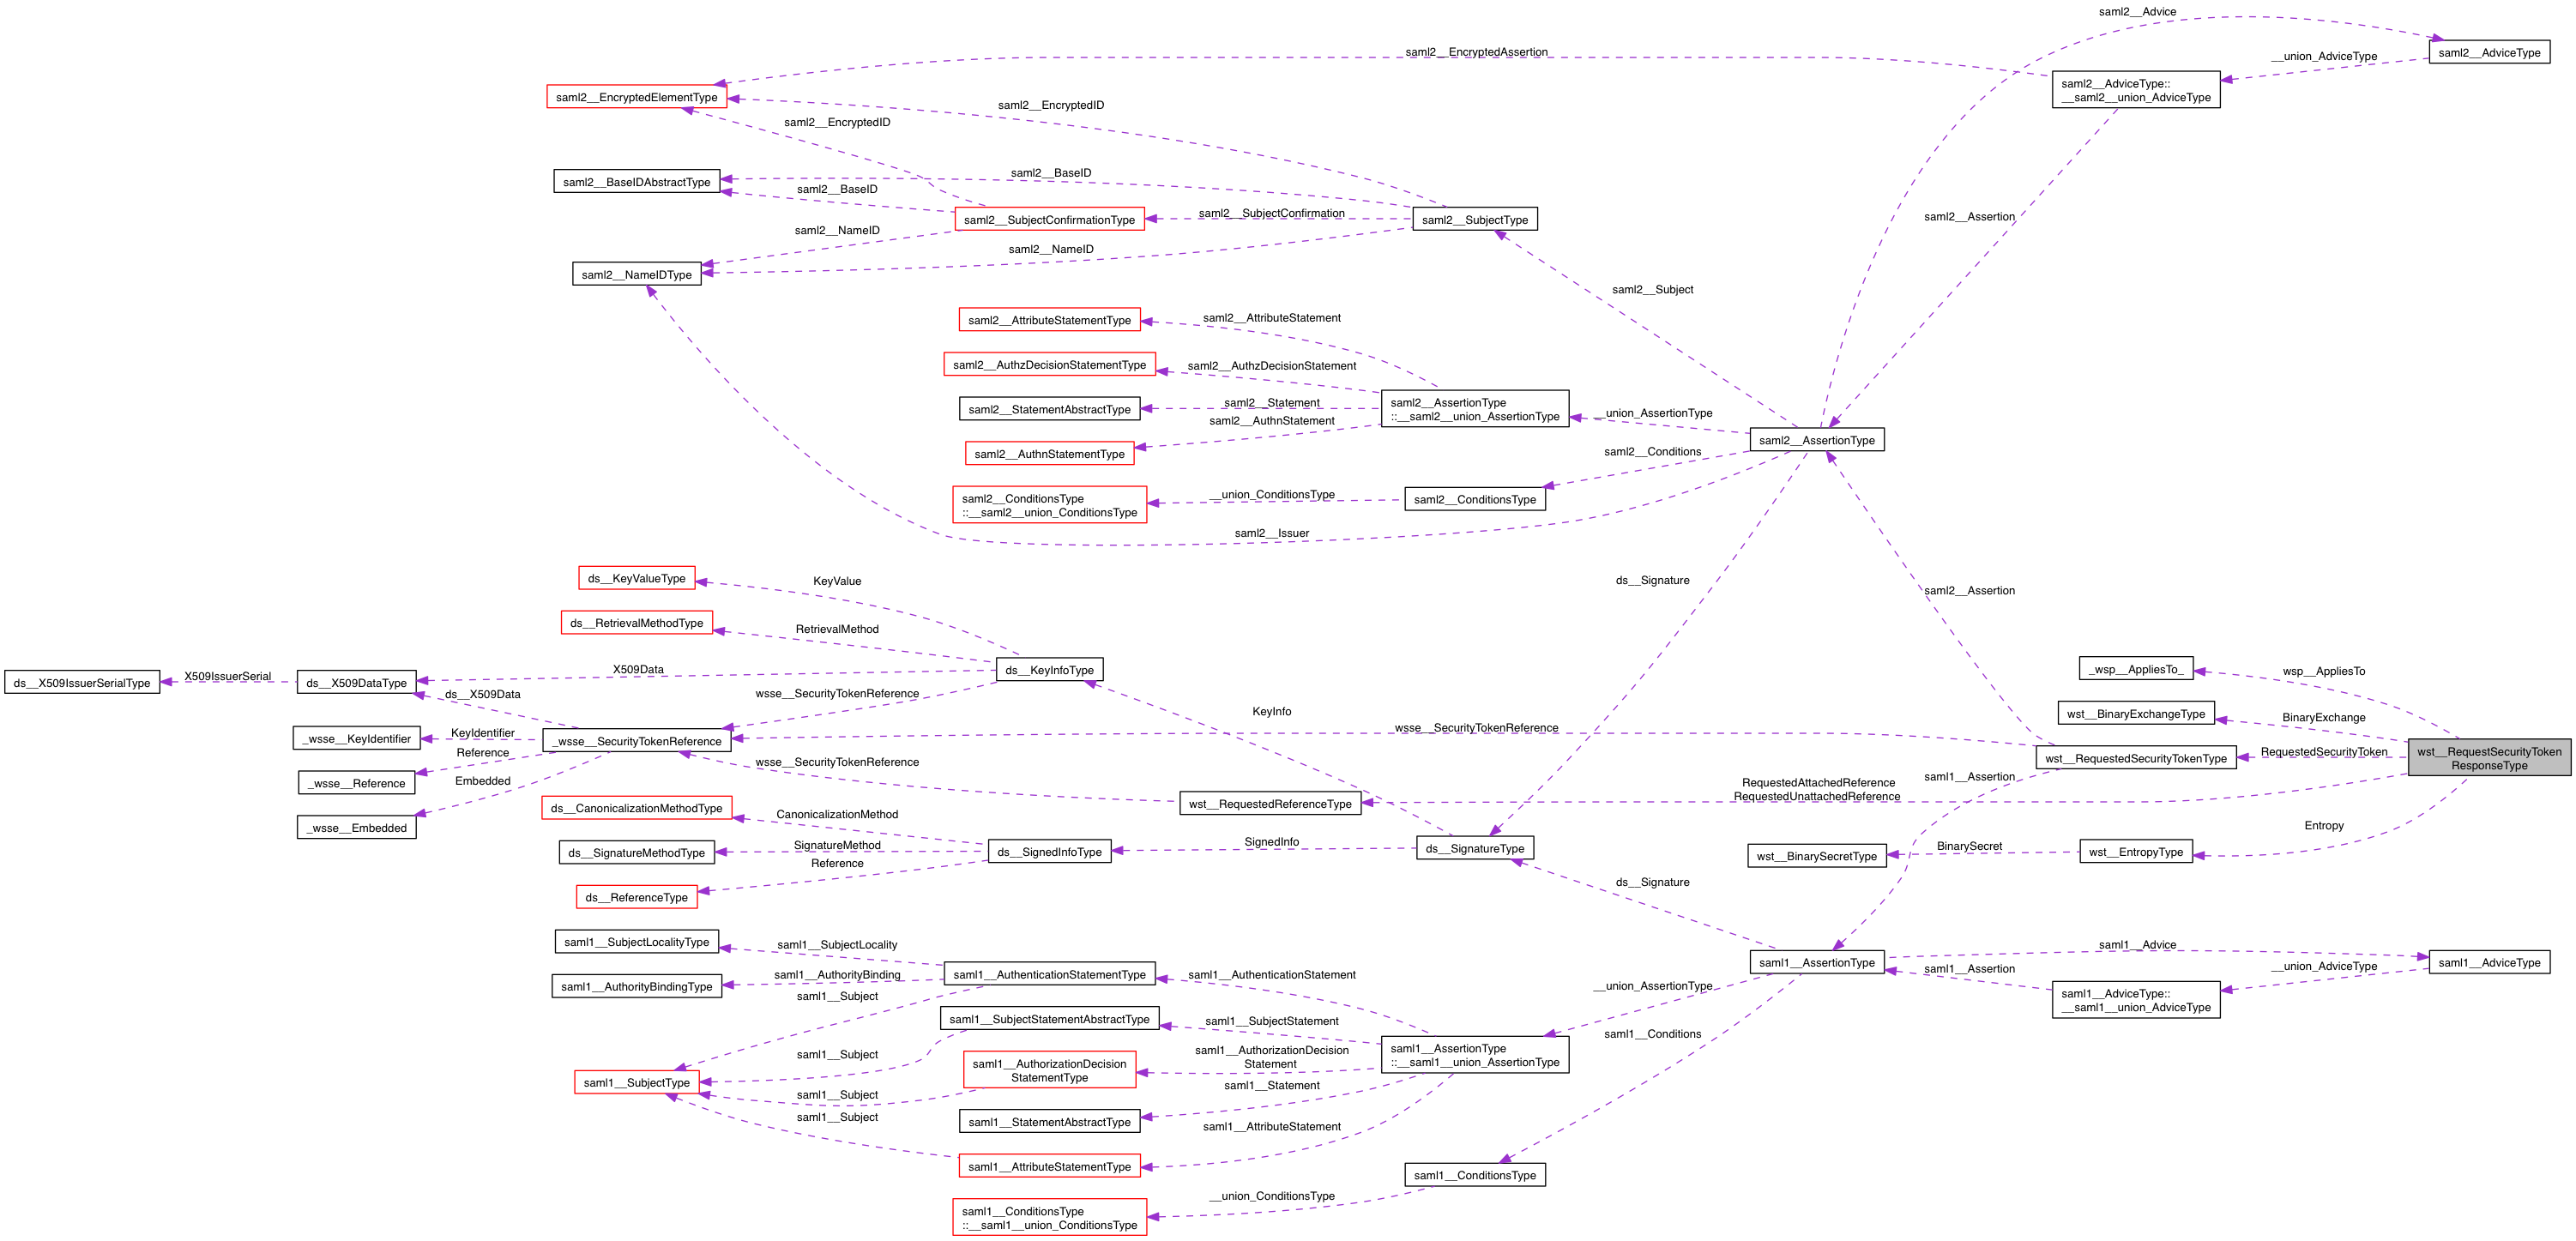 saml2__Advice
saml2__AdviceType
saml2__EncryptedAssertion
__union_AdviceType
saml2__AdviceType::
__saml2__union_AdviceType
saml2__EncryptedElementType
saml2__EncryptedID
saml2__EncryptedID
saml2__BaseIDAbstractType
saml2__BaseID
saml2__BaseID
saml2__SubjectConfirmationType
saml2__SubjectConfirmation
saml2__SubjectType
saml2__Assertion
saml2__NameID
saml2__NameID
saml2__NameIDType
saml2__Subject
saml2__AttributeStatementType
saml2__AttributeStatement
saml2__AuthzDecisionStatementType
saml2__AuthzDecisionStatement
saml2__StatementAbstractType
saml2__Statement
saml2__AssertionType
::__saml2__union_AssertionType
__union_AssertionType
saml2__AuthnStatement
saml2__AuthnStatementType
saml2__AssertionType
saml2__Conditions
saml2__ConditionsType
::__saml2__union_ConditionsType
__union_ConditionsType
saml2__ConditionsType
saml2__Issuer
ds__KeyValueType
KeyValue
ds__Signature
saml2__Assertion
ds__RetrievalMethodType
RetrievalMethod
ds__X509IssuerSerialType
X509IssuerSerial
ds__X509DataType
X509Data
ds__KeyInfoType
_wsp__AppliesTo_
wsp__AppliesTo
ds__X509Data
wsse__SecurityTokenReference
KeyInfo
wst__BinaryExchangeType
BinaryExchange
_wsse__KeyIdentifier
KeyIdentifier
_wsse__SecurityTokenReference
wsse__SecurityTokenReference
Reference
wst__RequestedSecurityTokenType
RequestedSecurityToken
wst__RequestSecurityToken
ResponseType
_wsse__Reference
Embedded
wsse__SecurityTokenReference
saml1__Assertion
RequestedAttachedReference
RequestedUnattachedReference
wst__RequestedReferenceType
ds__CanonicalizationMethodType
CanonicalizationMethod
_wsse__Embedded
Entropy
ds__SignatureMethodType
SignatureMethod
ds__SignedInfoType
SignedInfo
ds__SignatureType
wst__BinarySecretType
BinarySecret
wst__EntropyType
Reference
ds__ReferenceType
ds__Signature
saml1__SubjectLocalityType
saml1__SubjectLocality
saml1__Advice
saml1__AssertionType
saml1__AdviceType
saml1__AuthorityBindingType
saml1__AuthorityBinding
saml1__AuthenticationStatementType
saml1__AuthenticationStatement
saml1__Assertion
__union_AdviceType
saml1__AdviceType::
__saml1__union_AdviceType
__union_AssertionType
saml1__Subject
saml1__SubjectStatementAbstractType
saml1__SubjectStatement
saml1__Conditions
saml1__AssertionType
::__saml1__union_AssertionType
saml1__Subject
saml1__AuthorizationDecision
StatementType
saml1__AuthorizationDecision
Statement
saml1__SubjectType
saml1__Subject
saml1__Statement
saml1__Subject
saml1__StatementAbstractType
saml1__AttributeStatement
saml1__AttributeStatementType
saml1__ConditionsType
__union_ConditionsType
saml1__ConditionsType
::__saml1__union_ConditionsType